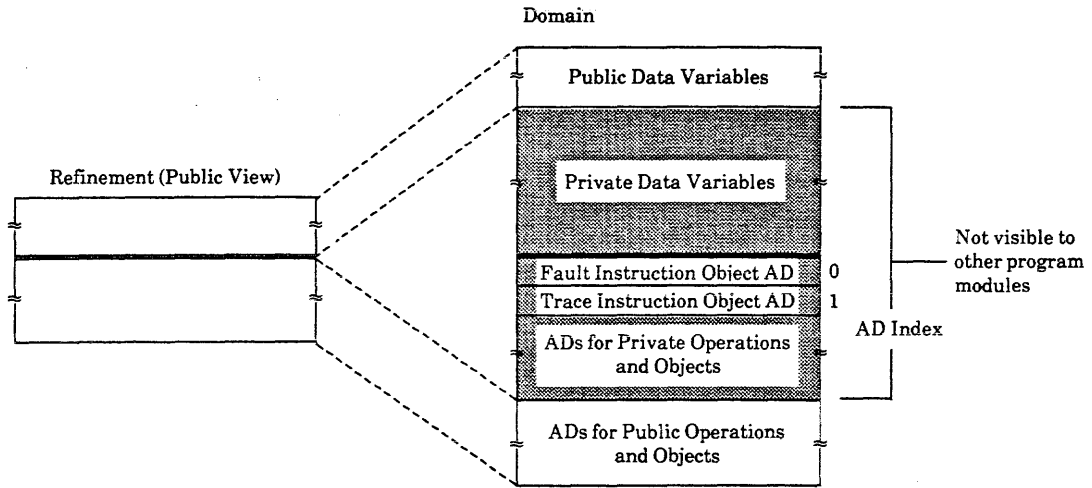 Domain
Public Data Variables
Refinement (Public View)
Private Data Variables
Not visible to
other program
modules
Fault Instruction Object AD
0
Trace Instruction Object AD
1
AD Index
ADs for Private Operations
and Objects
ADs for Public Operations
and Objects